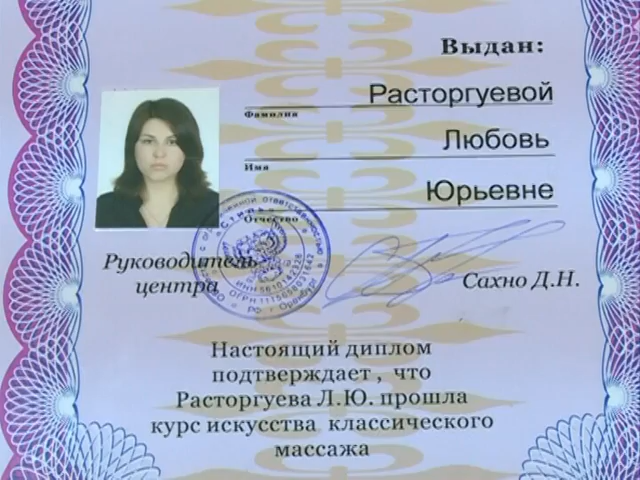 Выдан:
Расторгуевой
Фамилия
Любовь
Имя
Юрьевне
Отчество
Руководитель
центра
Сахно Д.Н.
Настоящий диплом
подтверждает , что
Расторгуева Л.Ю. прошла
курс искусства классического
массажа